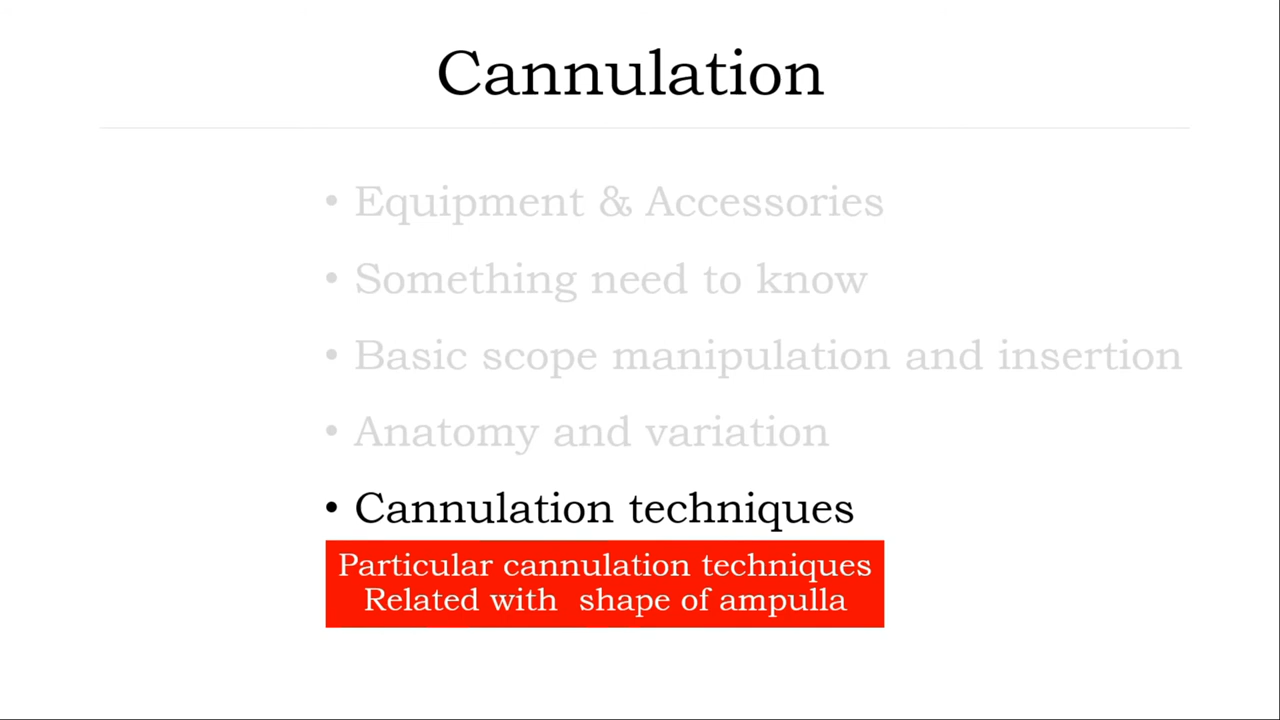 Cannulation
• Equipment & Accessories
• Something need to know
• Basic scope manipulation and insertion
• Anatomy and variation
• Cannulation techniques
Particular cannulation techniques
Related with shape of ampulla